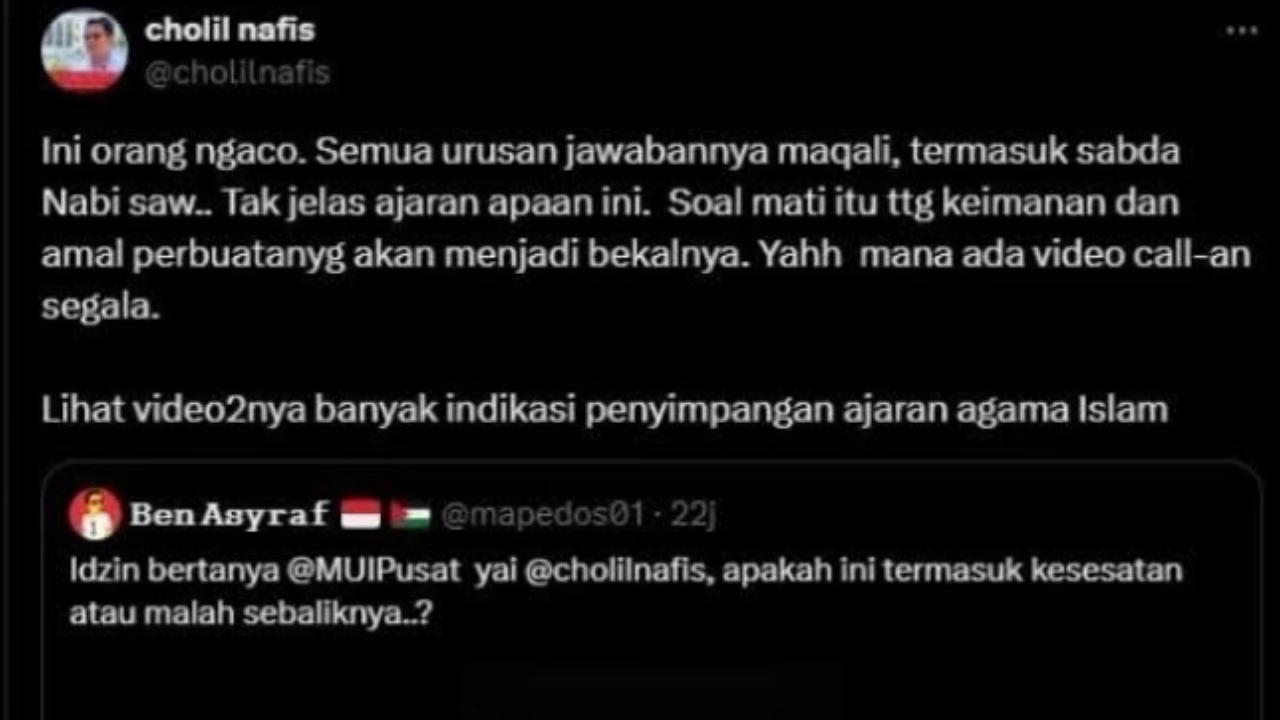 cholil nafis
@cholilnafis
Ini orang ngaco. Semua urusan jawabannya maqali, termasuk sabda
Nabi saw.. Tak jelas ajaran apaan ini. Soal mati itu ttg keimanan dan
amal perbuatanyg akan menjadi bekalnya. Yahh mana ada video call-an
segala.
Lihat video2nya banyak indikasi penyimpangan ajaran agama Islam
Ben Asyraf 🇮🇩 🇵🇸 @mapedos01 · 22j
Idzin bertanya @MUIPusat yai @cholilnafis, apakah ini termasuk kesesatan
atau malah sebaliknya..?